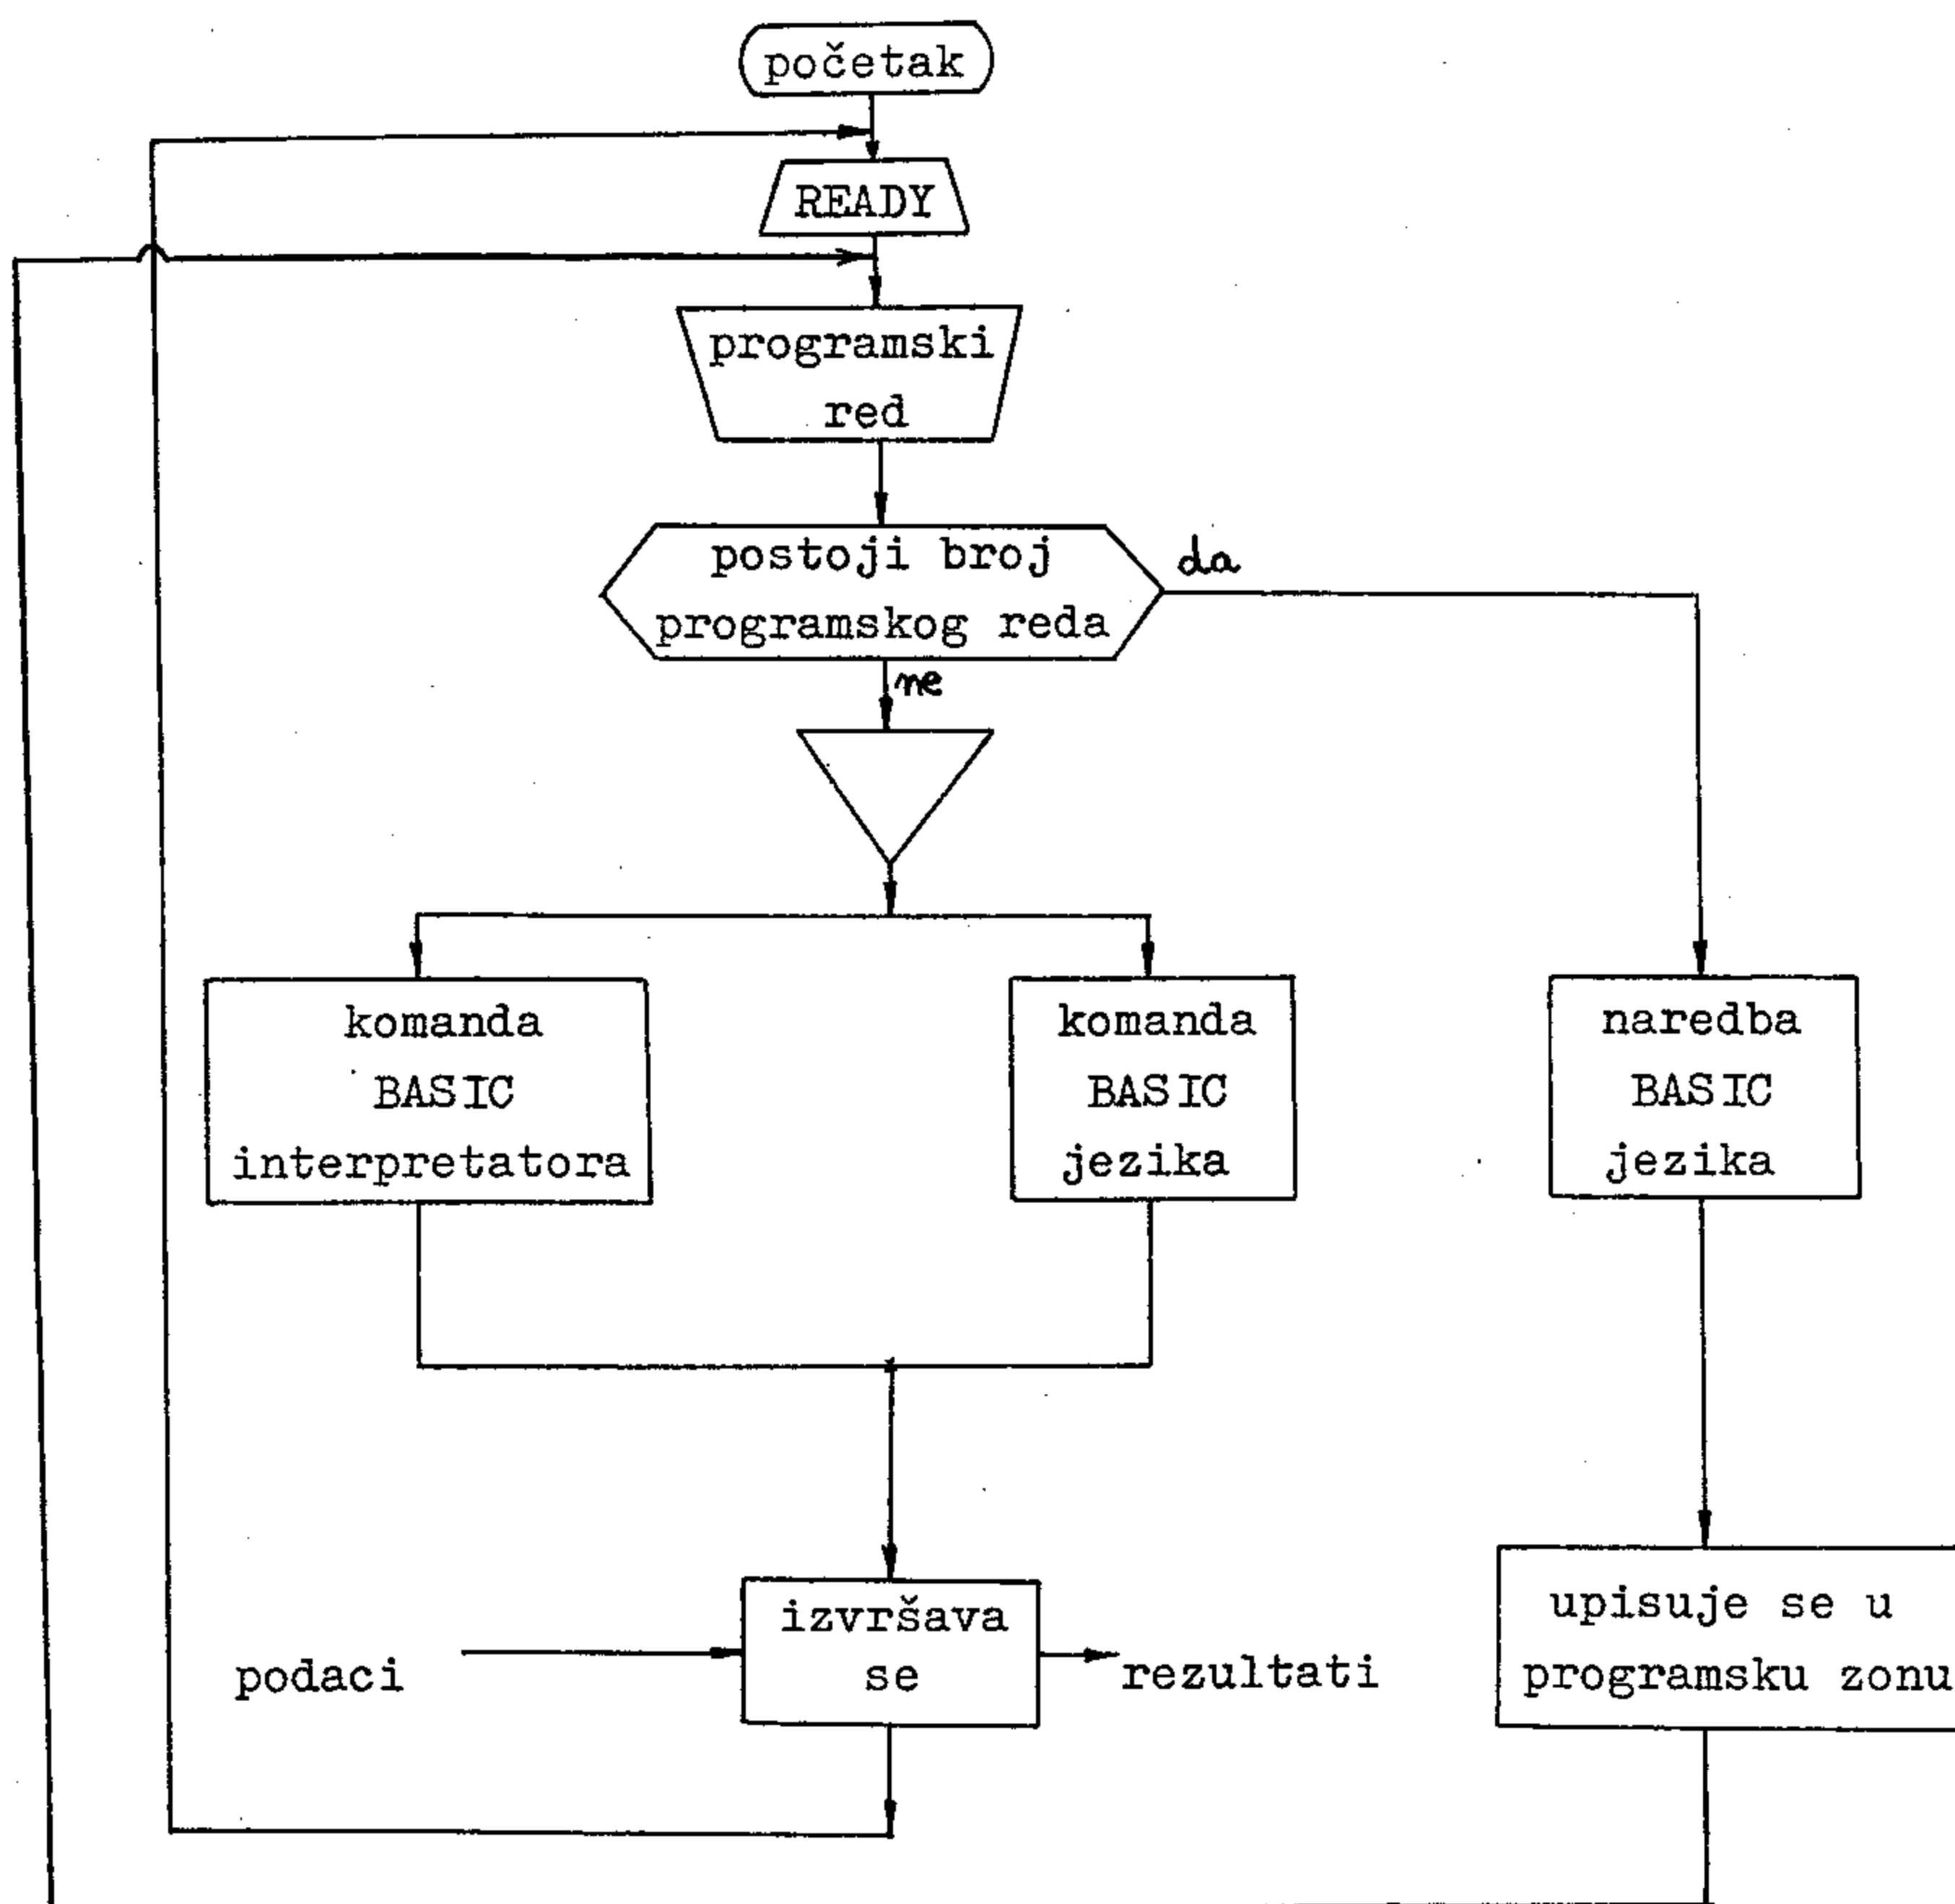 početak
READY
programski
red
postoji broj
programskog reda
da
ne
komanda
BASIC
interpretatora
komanda
BASIC
jezika
naredba
BASIC
jezika
izvršava
se
podaci
rezultati
upisuje se u
programsku zonu